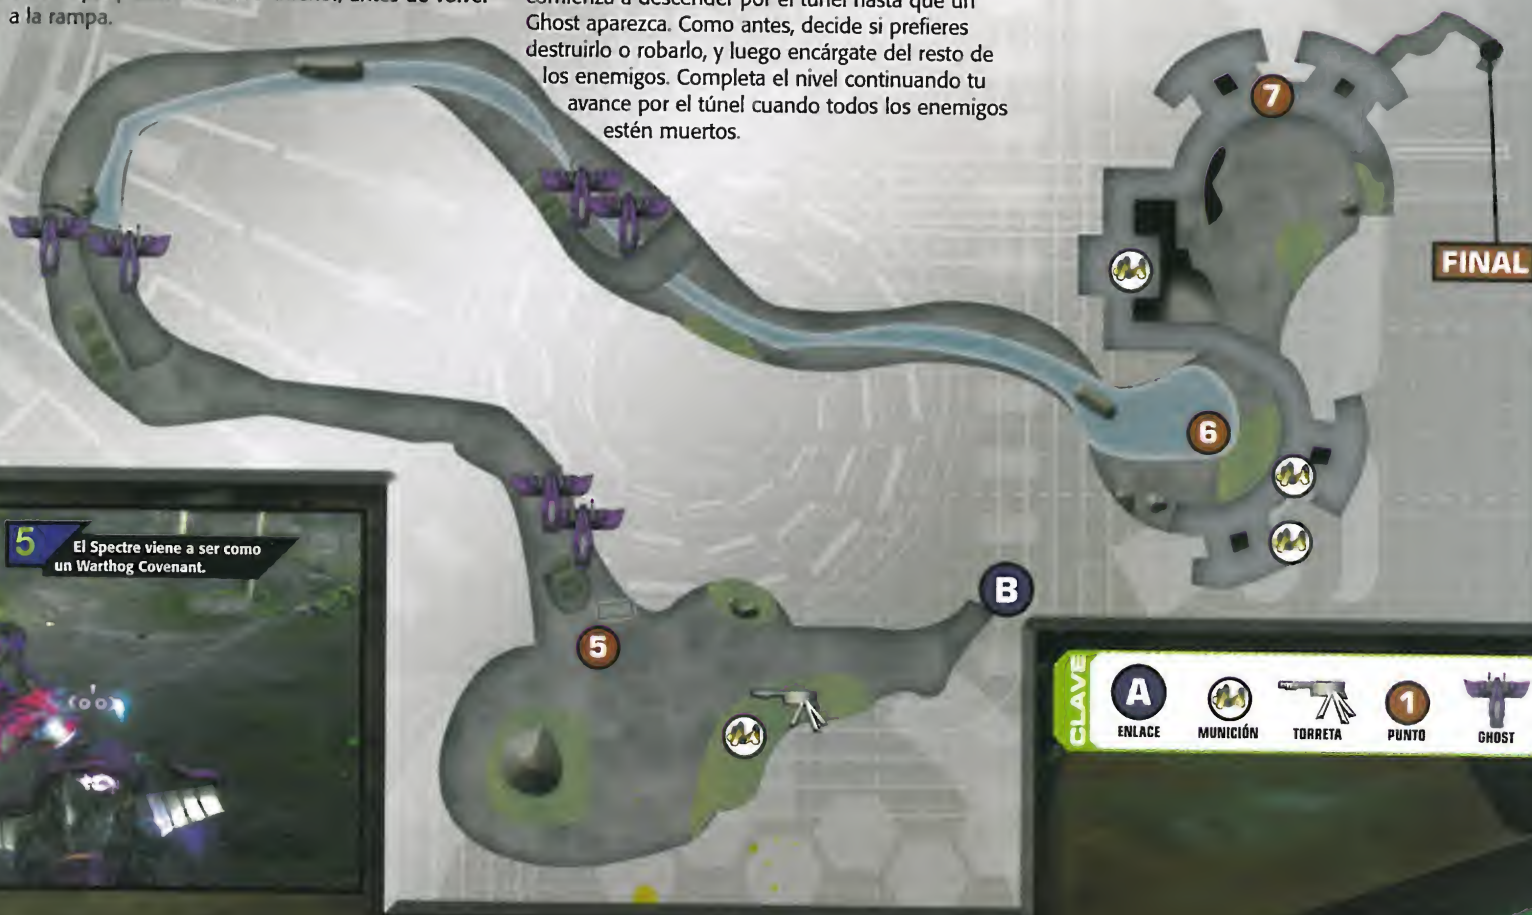 a la rampa.
Ghost aparezca. Como antes, decide si prefieres
destruirlo o robarlo, y luego encárgate del resto de
los enemigos. Completa el nivel continuando tu
avance por el túnel cuando todos los enemigos
estén muertos.
7
FINAL
6
5
El Spectre viene a ser como
un Warthog Covenant.
B
5
CLAVE
A
1
ENLACE
MUNICIÓN
TORRETA
PUNTO
GHOST